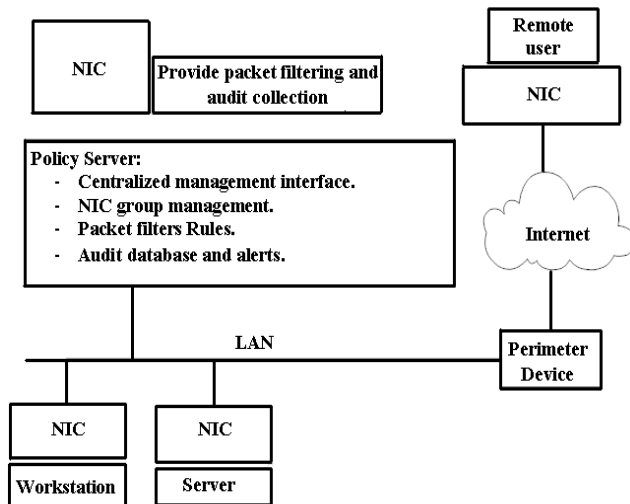 NIC
Provide packet filtering and
audit collection
Remote
user
NIC
Policy Server:
- Centralized management interface.
- NIC group management.
- Packet filters Rules.
- Audit database and alerts.
Internet
LAN
Perimeter
Device
NIC
Workstation
NIC
Server